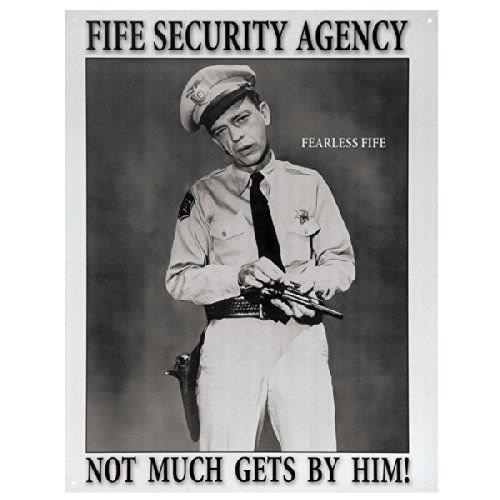 FIFE SECURITY AGENCY
FEARLESS FIFE
NOT MUCH GETS BY HIM!